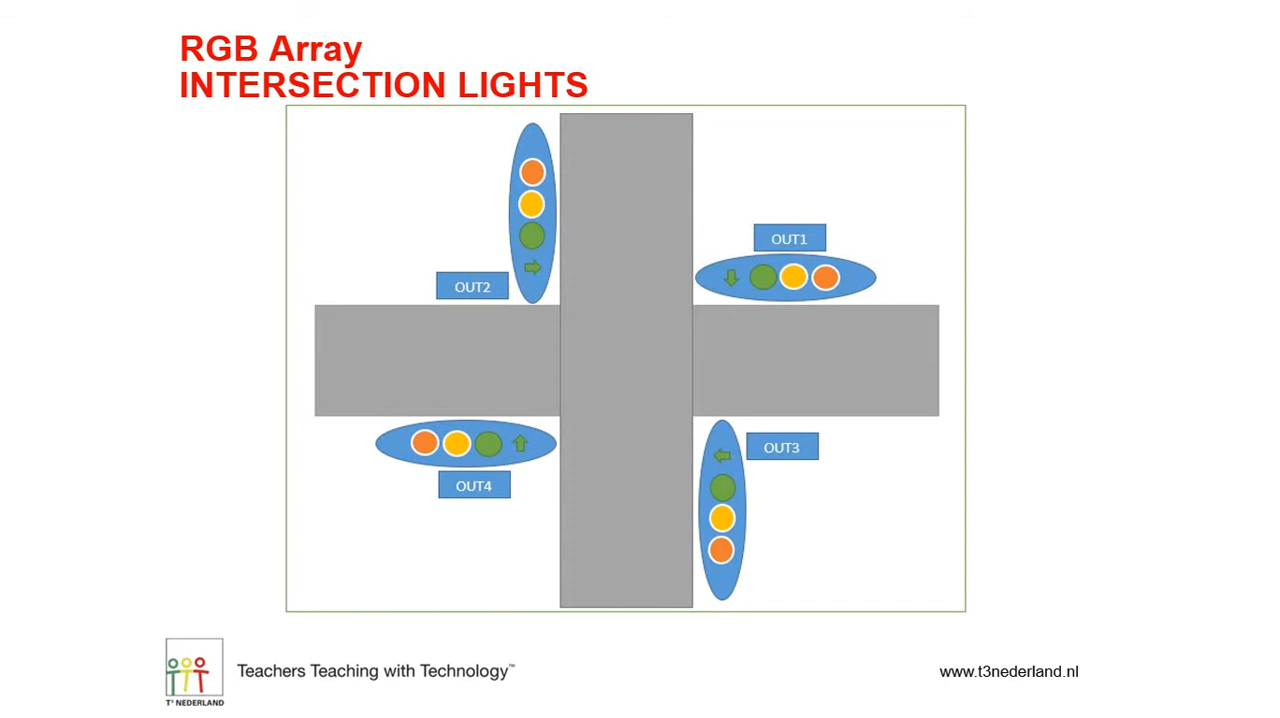 RGB Array
INTERSECTION LIGHTS
OUT1
OUT2
OUT3
OUT4
T³ NEDERLAND
Teachers Teaching with Technology™
www.t3nederland.nl